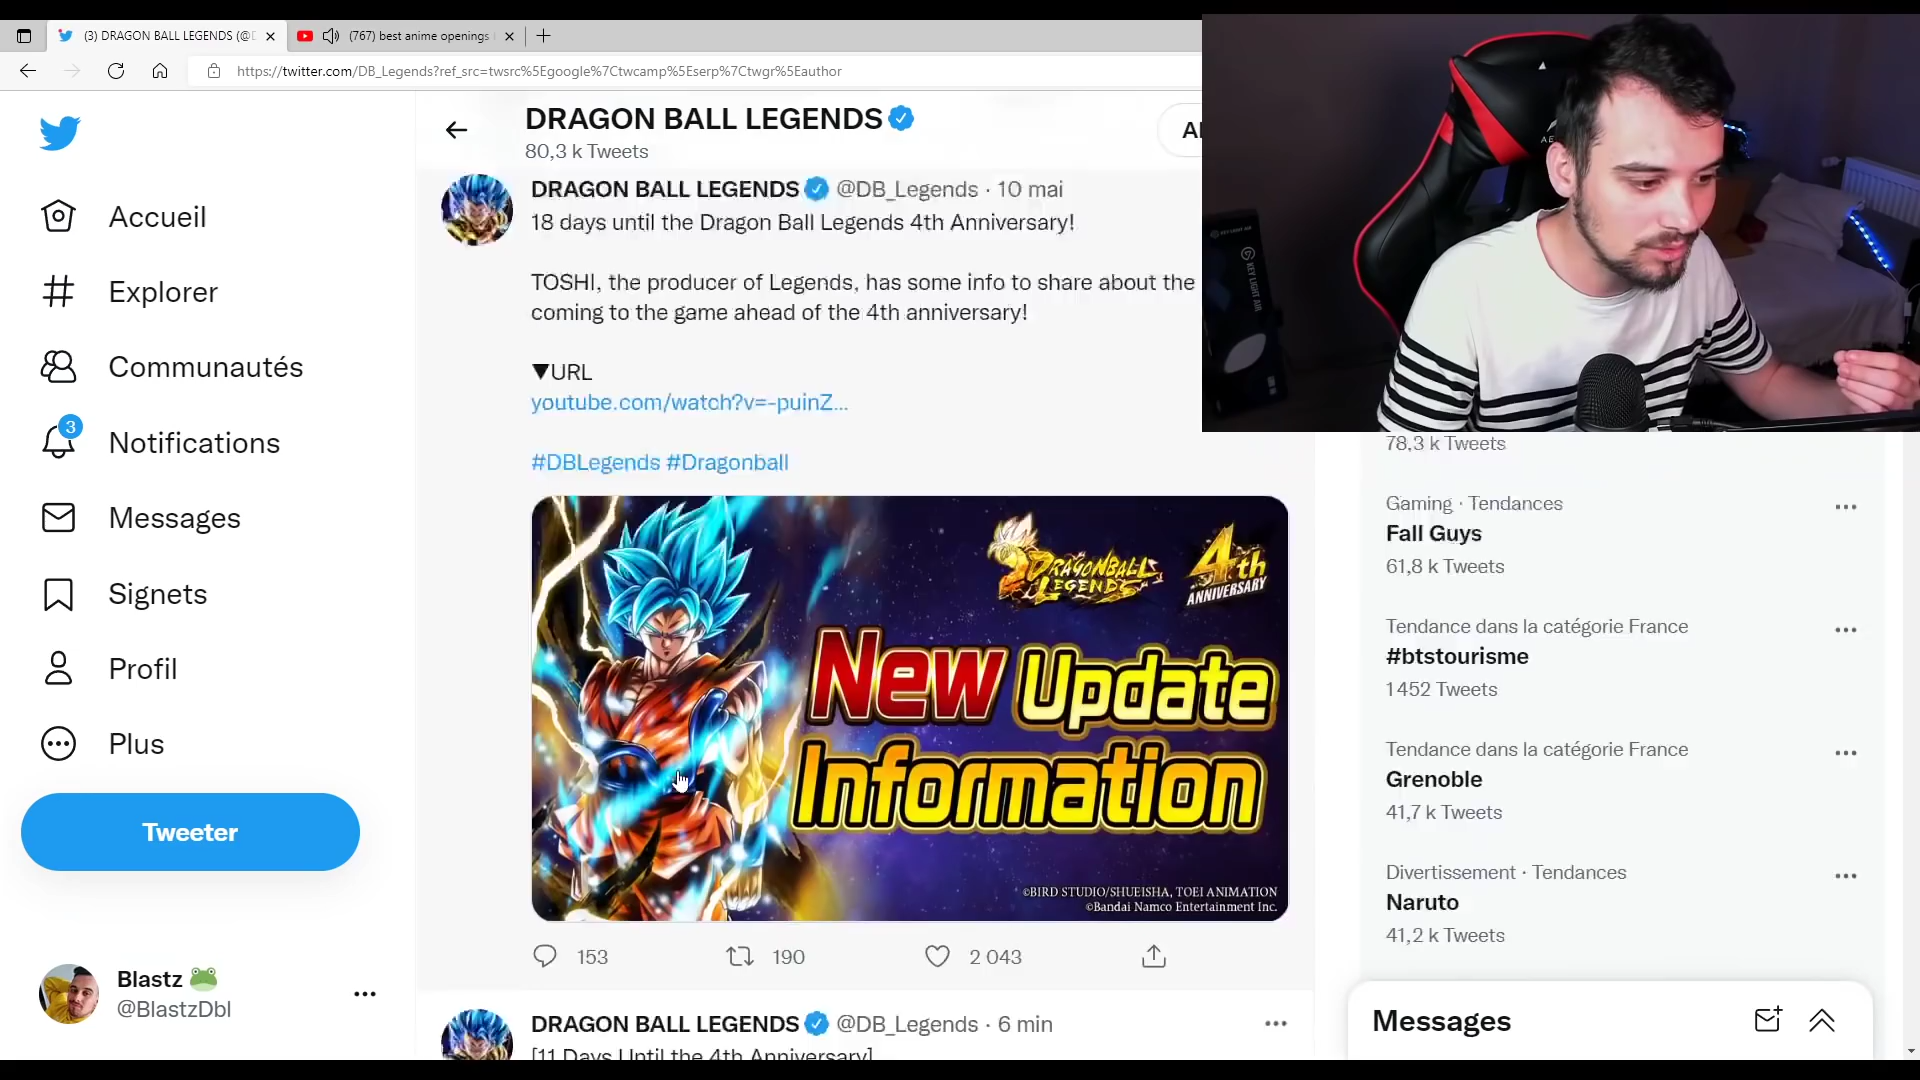 (3) DRAGON BALL LEGENDS (@D
(767) best anime openings
https://twitter.com/DB_Legends?ref_src=twsrc%5Egoogle%7Ctwcamp%5Eserp%7Ctwgr%5Eauthor
Accueil
Explorer
Communautés
3
Notifications
Messages
Signets
Profil
Plus
Tweeter
Blastz
@BlastzDbl
DRAGON BALL LEGENDS
80,3 k Tweets
DRAGON BALL LEGENDS @DB_Legends · 10 mai
18 days until the Dragon Ball Legends 4th Anniversary!
TOSHI, the producer of Legends, has some info to share about the
coming to the game ahead of the 4th anniversary!
▼URL
youtube.com/watch?v=-puinZ...
#DBLegends #Dragonball
DRAGONBALL LEGENDS
4th ANNIVERSARY
New Update
Information
©BIRD STUDIO/SHUEISHA, TOEI ANIMATION
©Bandai Namco Entertainment Inc.
153
190
2 043
DRAGON BALL LEGENDS @DB_Legends · 6 min
[11 Days Until the 4th Anniversary]
KEY LIGHT AIR
78,3 k Tweets
Gaming · Tendances
Fall Guys
61,8 k Tweets
Tendance dans la catégorie France
#btstourisme
1 452 Tweets
Tendance dans la catégorie France
Grenoble
41,7 k Tweets
Divertissement · Tendances
Naruto
41,2 k Tweets
Messages